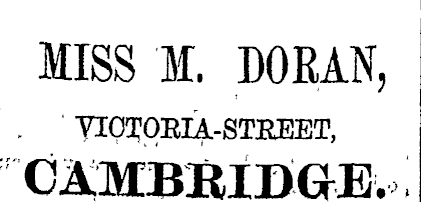 MISS M. DORAN,
VICTORIA-STREET,
CAMBRIDGE.